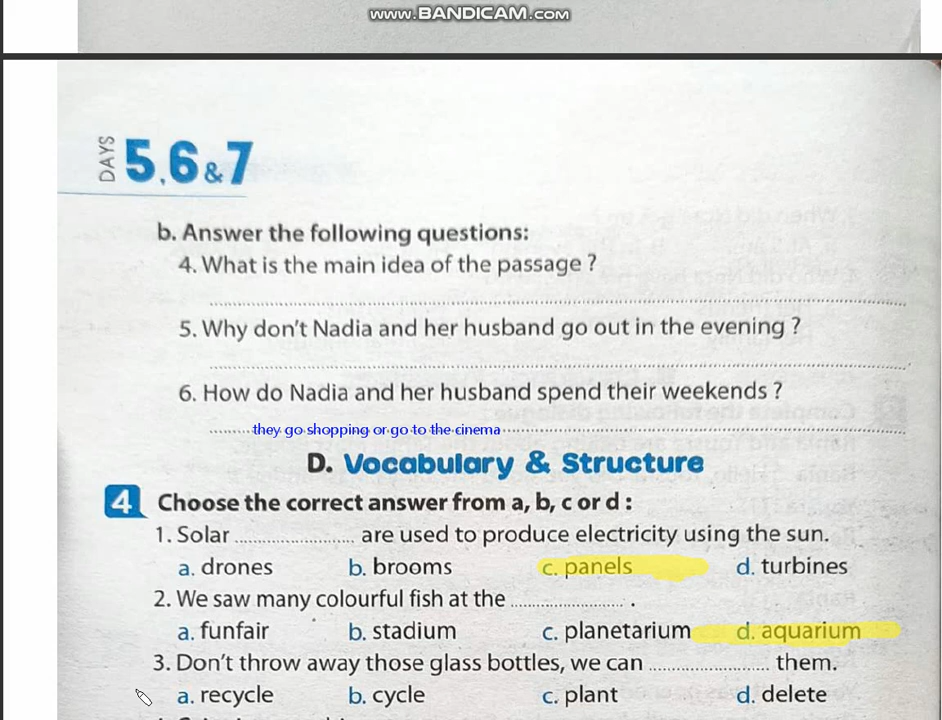 www.BANDICAM.com
DAYS 5,6&7
b. Answer the following questions:
4. What is the main idea of the passage ?
5. Why don't Nadia and her husband go out in the evening ?
6. How do Nadia and her husband spend their weekends ?
they go shopping or go to the cinema
D. Vocabulary & Structure
4 Choose the correct answer from a, b, c or d :
1. Solar ........................ are used to produce electricity using the sun.
a. drones b. brooms c. panels d. turbines
2. We saw many colourful fish at the ........................ .
a. funfair b. stadium c. planetarium d. aquarium
3. Don't throw away those glass bottles, we can ........................ them.
a. recycle b. cycle c. plant d. delete